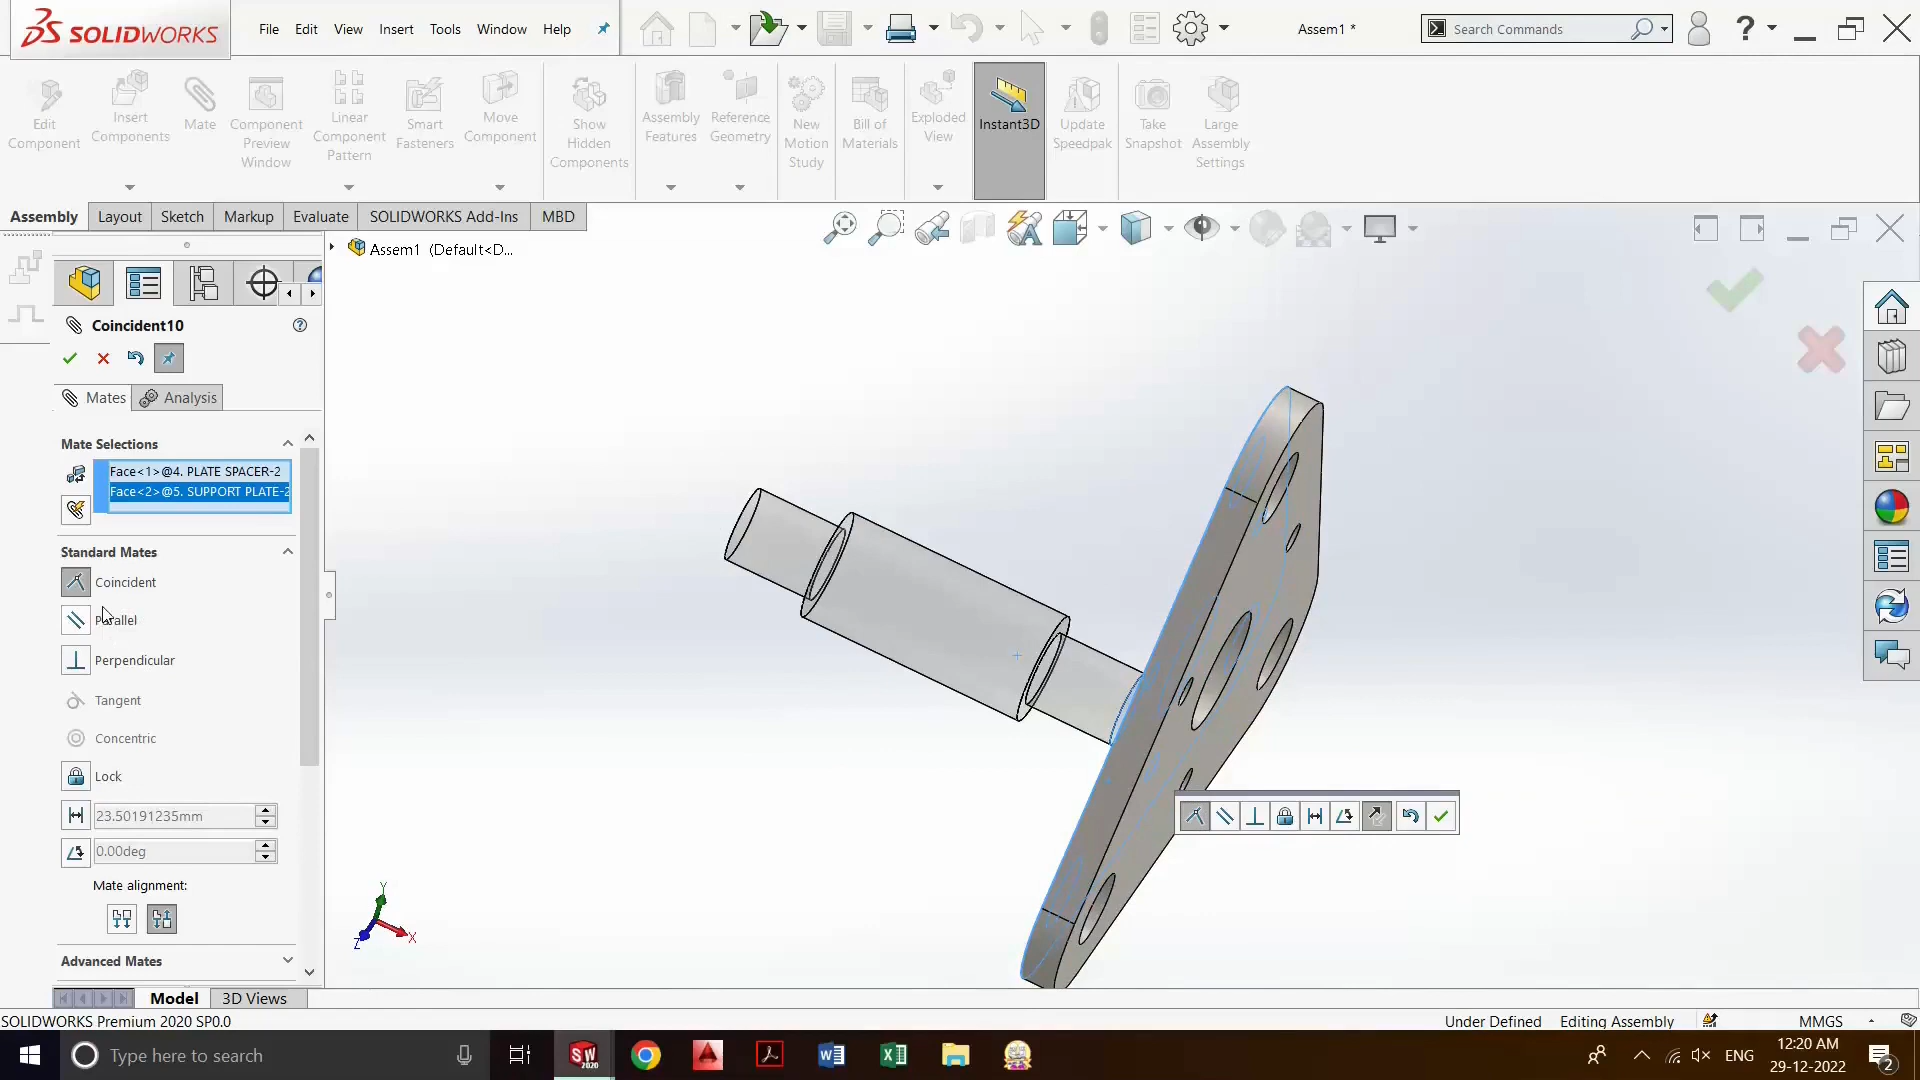 SOLIDWORKS
File Edit View Insert Tools Window Help
Assem1 *
Search Commands
Edit Component
Insert Components
Mate
Component Preview Window
Linear Component Pattern
Smart Fasteners
Move Component
Show Hidden Components
Assembly Features
Reference Geometry
New Motion Study
Bill of Materials
Exploded View
Instant3D
Update Speedpak
Take Snapshot
Large Assembly Settings
Assembly Layout Sketch Markup Evaluate SOLIDWORKS Add-Ins MBD
Assem1 (Default<D...
Coincident10
Mates Analysis
Mate Selections
Face<1>@4. PLATE SPACER-2
Face<2>@5. SUPPORT PLATE-2
Standard Mates
Coincident
Parallel
Perpendicular
Tangent
Concentric
Lock
23.50191235mm
0.00deg
Mate alignment:
Advanced Mates
Y
X
Z
Model 3D Views
SOLIDWORKS Premium 2020 SP0.0
Under Defined Editing Assembly MMGS
Type here to search
SW 2020
ENG
12:20 AM
29-12-2022
2